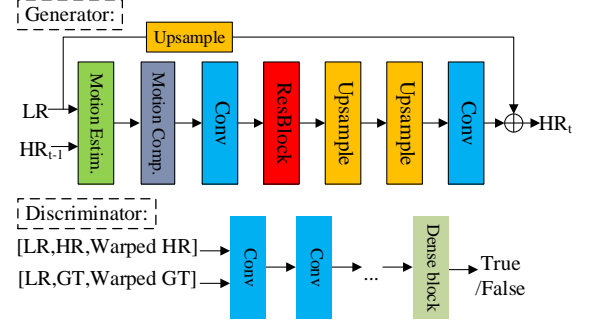 Generator:
Upsample
LR
HRt-1
Motion Estim.
Motion Comp.
Conv
ResBlock
Upsample
Upsample
Conv
HRt
Discriminator:
[LR,HR,Warped HR]
[LR,GT,Warped GT]
Conv
Conv
...
Dense block
True
/False